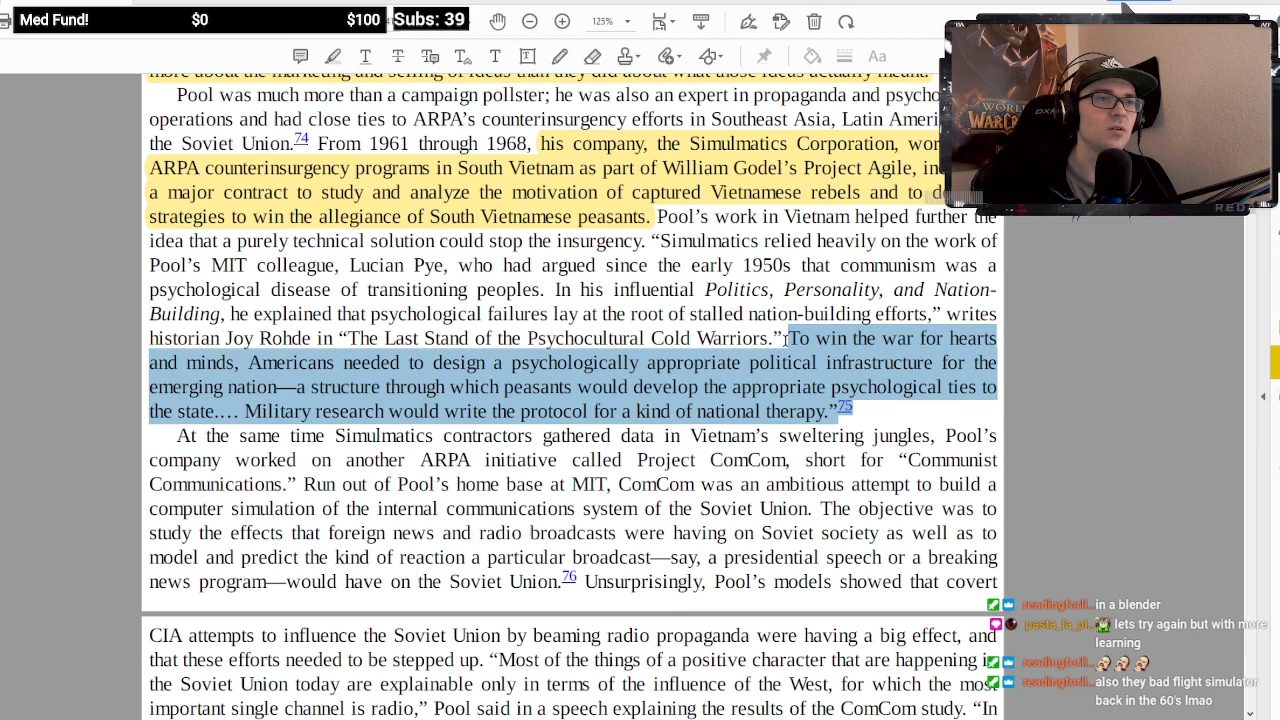 Med Fund! $0 $100 Subs: 39
125%
Aa
Pool was much more than a campaign pollster; he was also an expert in propaganda and
operations and had close ties to ARPA's counterinsurgency efforts in Southeast Asia, Latin
the Soviet Union.74 From 1961 through 1968, his company, the Simulmatics Corporation,
ARPA counterinsurgency programs in South Vietnam as part of William Godel's Project Agile,
a major contract to study and analyze the motivation of captured Vietnamese rebels and to
strategies to win the allegiance of South Vietnamese peasants. Pool's work in Vietnam helped further the
idea that a purely technical solution could stop the insurgency. “Simulmatics relied heavily on the work of
Pool's MIT colleague, Lucian Pye, who had argued since the early 1950s that communism was a
psychological disease of transitioning peoples. In his influential Politics, Personality, and Nation-
Building, he explained that psychological failures lay at the root of stalled nation-building efforts,” writes
historian Joy Rohde in “The Last Stand of the Psychocultural Cold Warriors.” “To win the war for hearts
and minds, Americans needed to design a psychologically appropriate political infrastructure for the
emerging nation—a structure through which peasants would develop the appropriate psychological ties to
the state.… Military research would write the protocol for a kind of national therapy.”75
At the same time Simulmatics contractors gathered data in Vietnam's sweltering jungles, Pool's
company worked on another ARPA initiative called Project ComCom, short for “Communist
Communications.” Run out of Pool's home base at MIT, ComCom was an ambitious attempt to build a
computer simulation of the internal communications system of the Soviet Union. The objective was to
study the effects that foreign news and radio broadcasts were having on Soviet society as well as to
model and predict the kind of reaction a particular broadcast—say, a presidential speech or a breaking
news program—would have on the Soviet Union.76 Unsurprisingly, Pool's models showed that covert
CIA attempts to influence the Soviet Union by beaming radio propaganda were having a big effect, and
that these efforts needed to be stepped up. “Most of the things of a positive character that are happening in
the Soviet Union today are explainable only in terms of the influence of the West, for which the most
important single channel is radio,” Pool said in a speech explaining the results of the ComCom study. “In
readingforli... in a blender
pasta_la_pi... lets try again but with more
learning
readingforli...
readingforli... also they bad flight simulator
back in the 60's lmao